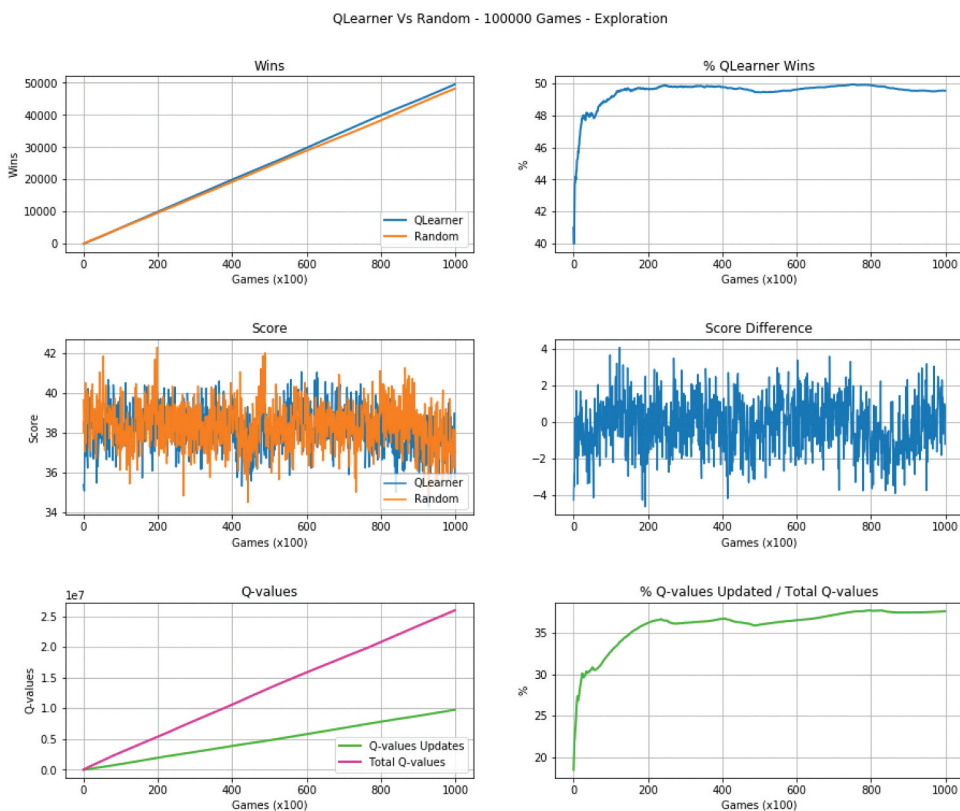 QLearner Vs Random - 100000 Games - Exploration
Wins
50000
40000
30000
20000
10000
0
Wins
QLearner
Random
0 200 400 600 800 1000
Games (x100)
% QLearner Wins
50
48
46
44
42
40
%
0 200 400 600 800 1000
Games (x100)
Score
42
40
38
36
34
Score
QLearner
Random
0 200 400 600 800 1000
Games (x100)
Score Difference
4
2
0
−2
−4
0 200 400 600 800 1000
Games (x100)
Q-values
1e7
2.5
2.0
1.5
1.0
0.5
0.0
Q-values
Q-values Updates
Total Q-values
0 200 400 600 800 1000
Games (x100)
% Q-values Updated / Total Q-values
35
30
25
20
%
0 200 400 600 800 1000
Games (x100)